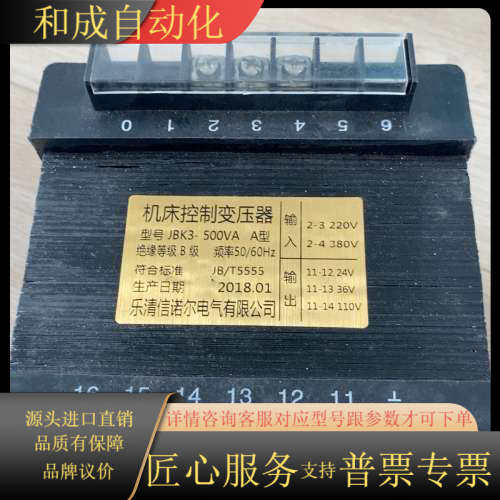 和成自动化
0 1 2 3 4 5 6
机床控制变压器
型号 JBK3- 500VA A型
绝缘等级 B 级 频率50/60Hz
符合标准 JB/T5555
生产日期 2018.01
乐清信诺尔电气有限公司
输入
2-3 220V
2-4 380V
输出
11-12 24V
11-13 36V
11-14 110V
16 15 14 13 12 11 ⊥
源头进口直销
品质有保障
品牌议价
详情咨询客服对应型号跟参数才可下单
匠心服务 支持 普票专票